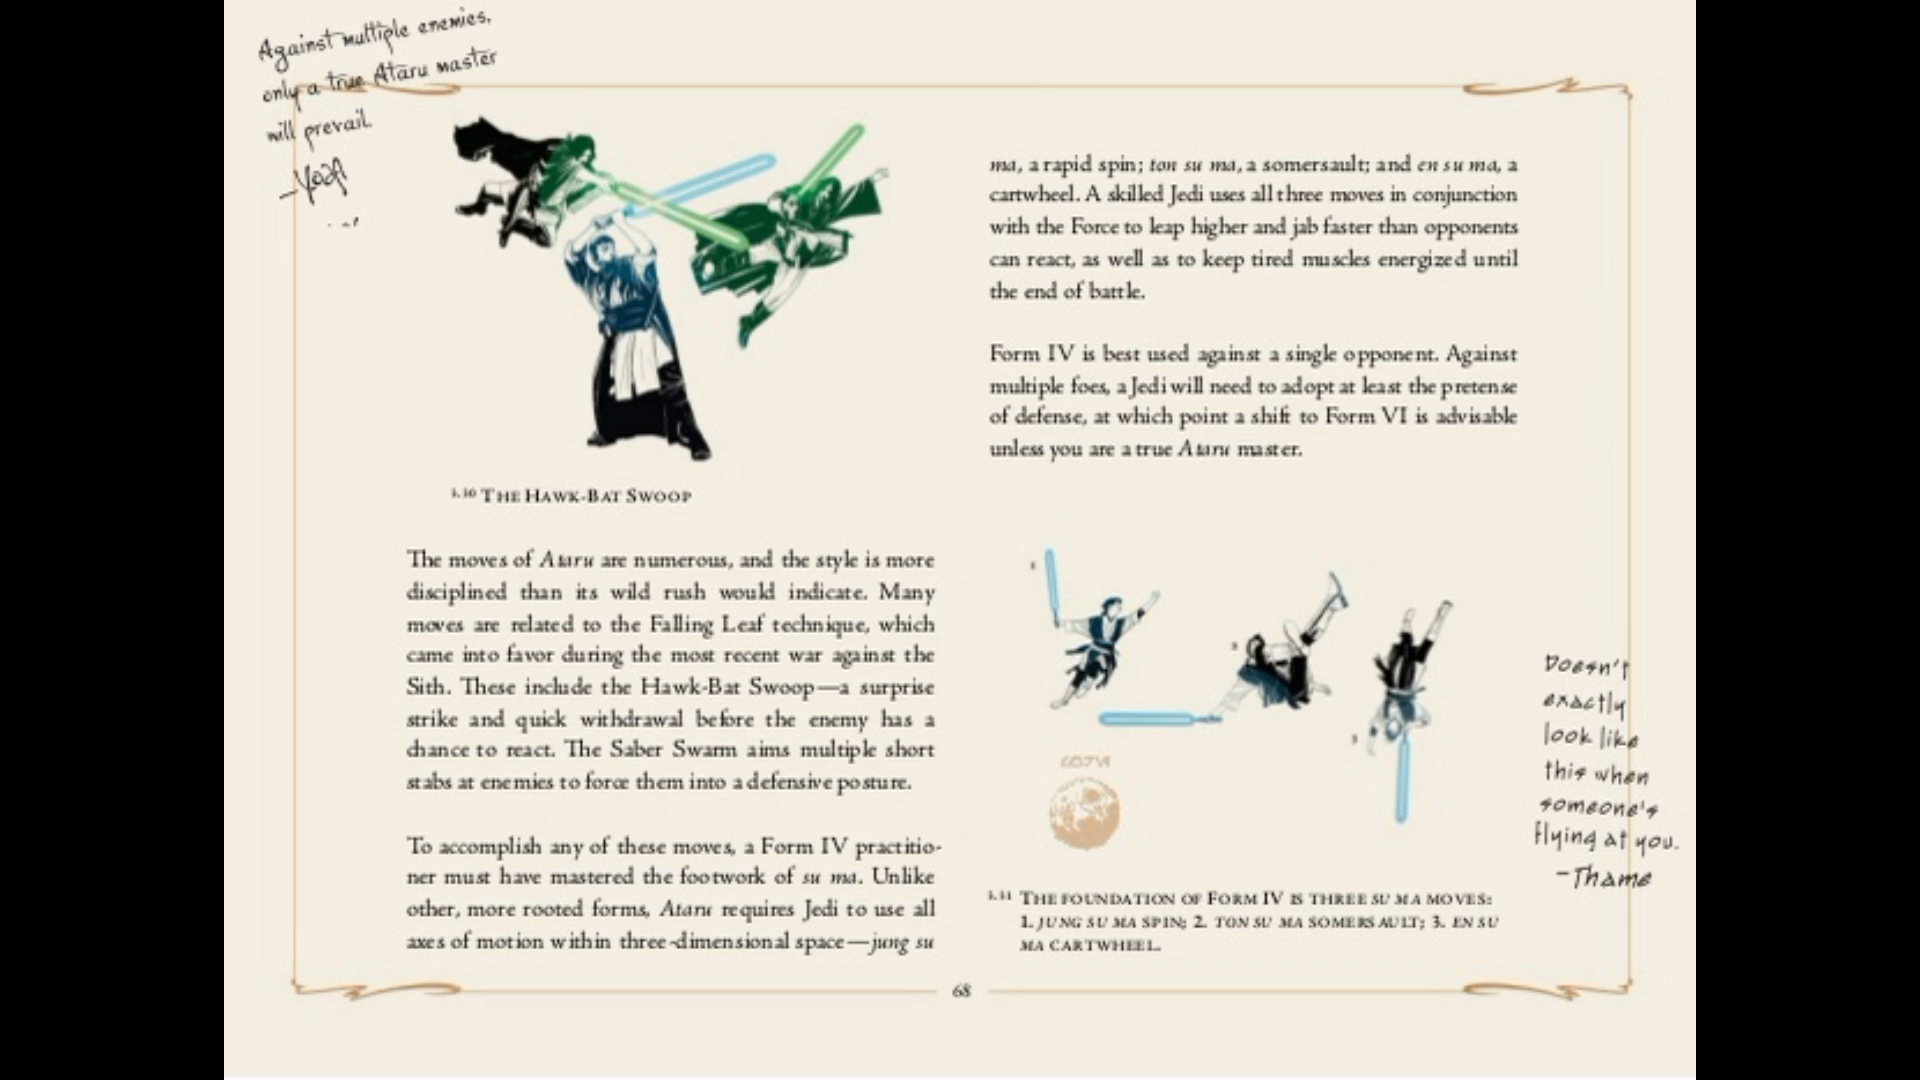 Against multiple enemies,
only a true Ataru master
will prevail.
—Yoda
3.10 THE HAWK-BAT SWOOP
The moves of Ataru are numerous, and the style is more
disciplined than its wild rush would indicate. Many
moves are related to the Falling Leaf technique, which
came into favor during the most recent war against the
Sith. These include the Hawk-Bat Swoop—a surprise
strike and quick withdrawal before the enemy has a
chance to react. The Saber Swarm aims multiple short
stabs at enemies to force them into a defensive posture.
To accomplish any of these moves, a Form IV practitio-
ner must have mastered the footwork of su ma. Unlike
other, more rooted forms, Ataru requires Jedi to use all
axes of motion within three-dimensional space—jung su
ma, a rapid spin; ton su ma, a somersault; and en su ma, a
cartwheel. A skilled Jedi uses all three moves in conjunction
with the Force to leap higher and jab faster than opponents
can react, as well as to keep tired muscles energized until
the end of battle.
Form IV is best used against a single opponent. Against
multiple foes, a Jedi will need to adopt at least the pretense
of defense, at which point a shift to Form VI is advisable
unless you are a true Ataru master.
1
2
3
3.11 THE FOUNDATION OF FORM IV IS THREE SU MA MOVES:
1. JUNG SU MA SPIN; 2. TON SU MA SOMERSAULT; 3. EN SU
MA CARTWHEEL.
Doesn't
exactly
look like
this when
someone's
flying at you.
-Thame
68